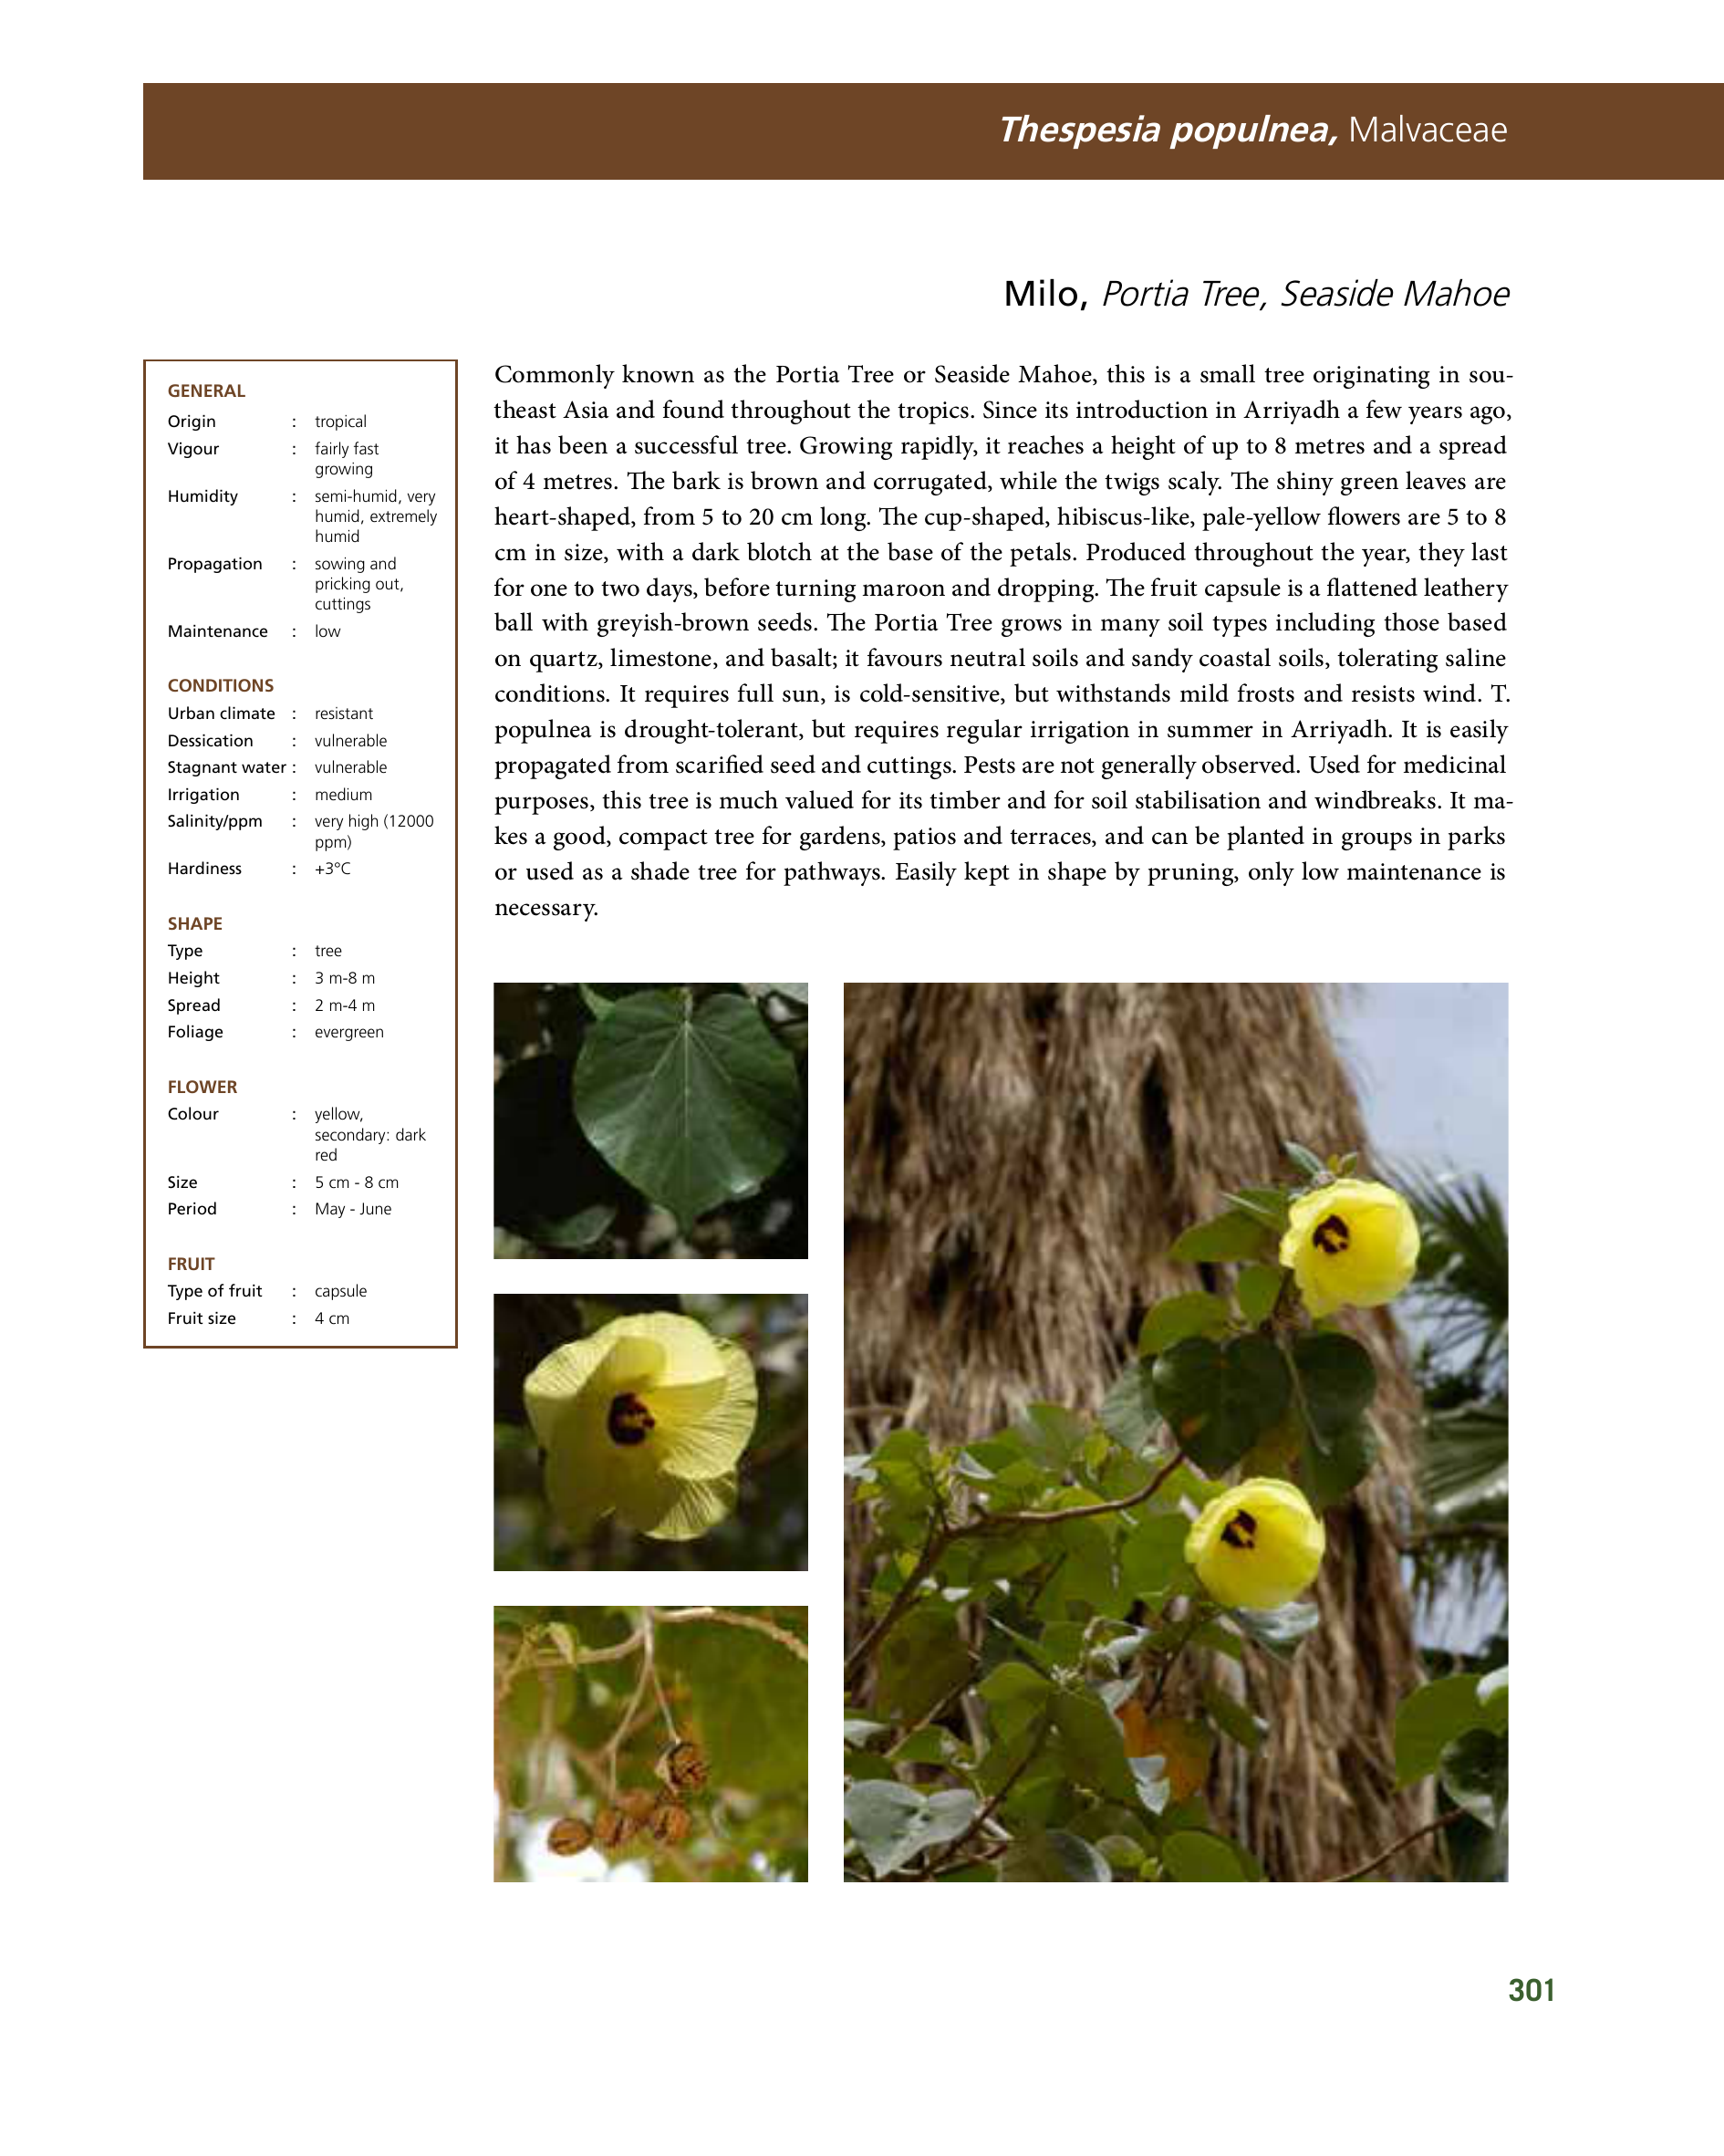 Thespesia populnea, Malvaceae
Milo, Portia Tree, Seaside Mahoe
GENERAL
Origin : tropical
Vigour : fairly fast
growing
Humidity : semi-humid, very
humid, extremely
humid
Propagation : sowing and
pricking out,
cuttings
Maintenance : low
CONDITIONS
Urban climate : resistant
Dessication : vulnerable
Stagnant water : vulnerable
Irrigation : medium
Salinity/ppm : very high (12000
ppm)
Hardiness : +3°C
SHAPE
Type : tree
Height : 3 m-8 m
Spread : 2 m-4 m
Foliage : evergreen
FLOWER
Colour : yellow,
secondary: dark
red
Size : 5 cm - 8 cm
Period : May - June
FRUIT
Type of fruit : capsule
Fruit size : 4 cm
Commonly known as the Portia Tree or Seaside Mahoe, this is a small tree originating in sou-
theast Asia and found throughout the tropics. Since its introduction in Arriyadh a few years ago,
it has been a successful tree. Growing rapidly, it reaches a height of up to 8 metres and a spread
of 4 metres. The bark is brown and corrugated, while the twigs scaly. The shiny green leaves are
heart-shaped, from 5 to 20 cm long. The cup-shaped, hibiscus-like, pale-yellow flowers are 5 to 8
cm in size, with a dark blotch at the base of the petals. Produced throughout the year, they last
for one to two days, before turning maroon and dropping. The fruit capsule is a flattened leathery
ball with greyish-brown seeds. The Portia Tree grows in many soil types including those based
on quartz, limestone, and basalt; it favours neutral soils and sandy coastal soils, tolerating saline
conditions. It requires full sun, is cold-sensitive, but withstands mild frosts and resists wind. T.
populnea is drought-tolerant, but requires regular irrigation in summer in Arriyadh. It is easily
propagated from scarified seed and cuttings. Pests are not generally observed. Used for medicinal
purposes, this tree is much valued for its timber and for soil stabilisation and windbreaks. It ma-
kes a good, compact tree for gardens, patios and terraces, and can be planted in groups in parks
or used as a shade tree for pathways. Easily kept in shape by pruning, only low maintenance is
necessary.
301